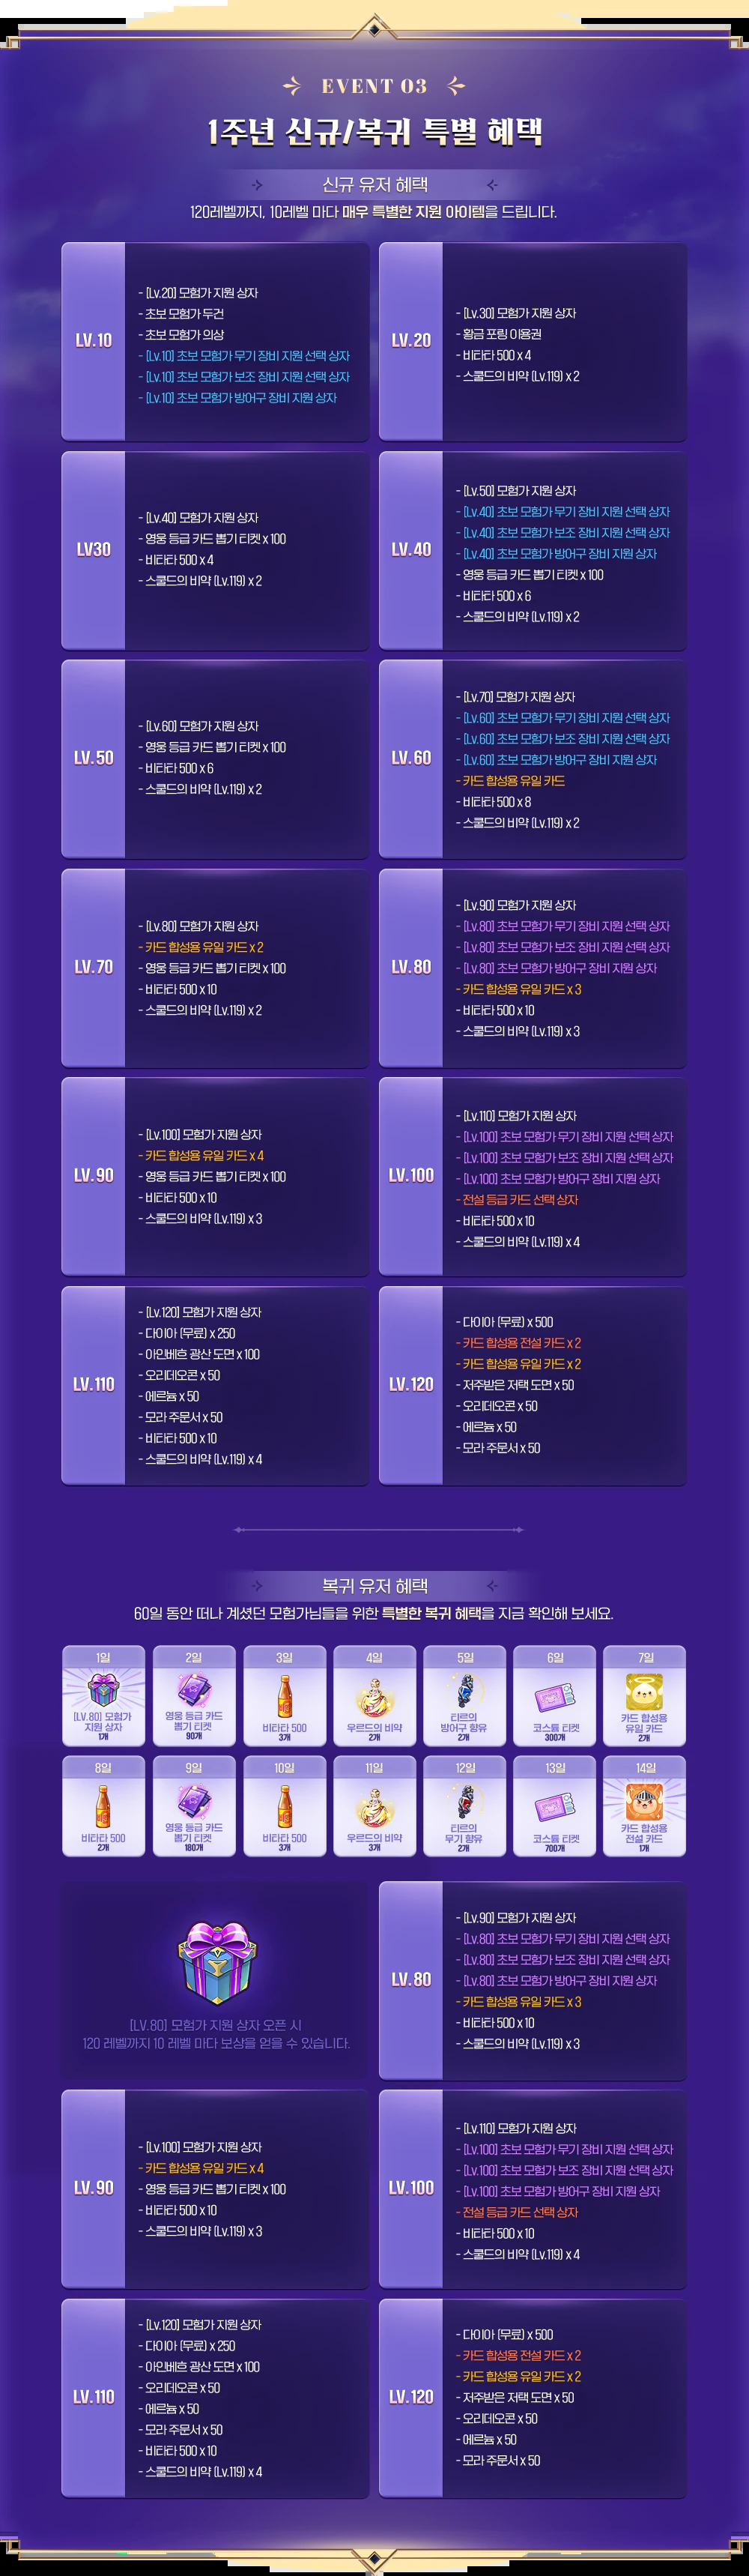 EVENT 03
1주년 신규/복귀 특별 혜택
신규 유저 혜택
120레벨까지, 10레벨 마다 매우 특별한 지원 아이템을 드립니다.
LV.10
- [Lv.20] 모험가 지원 상자
- 초보 모험가 두건
- 초보 모험가 의상
- [Lv.10] 초보 모험가 무기 장비 지원 선택 상자
- [Lv.10] 초보 모험가 보조 장비 지원 선택 상자
- [Lv.10] 초보 모험가 방어구 장비 지원 상자
LV.20
- [Lv.30] 모험가 지원 상자
- 황금 포링 이용권
- 비타타 500 x 4
- 스쿨드의 비약 (Lv.119) x 2
LV30
- [Lv.40] 모험가 지원 상자
- 영웅 등급 카드 뽑기 티켓 x 100
- 비타타 500 x 4
- 스쿨드의 비약 (Lv.119) x 2
LV.40
- [Lv.50] 모험가 지원 상자
- [Lv.40] 초보 모험가 무기 장비 지원 선택 상자
- [Lv.40] 초보 모험가 보조 장비 지원 선택 상자
- [Lv.40] 초보 모험가 방어구 장비 지원 상자
- 영웅 등급 카드 뽑기 티켓 x 100
- 비타타 500 x 6
- 스쿨드의 비약 (Lv.119) x 2
LV.50
- [Lv.60] 모험가 지원 상자
- 영웅 등급 카드 뽑기 티켓 x 100
- 비타타 500 x 6
- 스쿨드의 비약 (Lv.119) x 2
LV.60
- [Lv.70] 모험가 지원 상자
- [Lv.60] 초보 모험가 무기 장비 지원 선택 상자
- [Lv.60] 초보 모험가 보조 장비 지원 선택 상자
- [Lv.60] 초보 모험가 방어구 장비 지원 상자
- 카드 합성용 유일 카드
- 비타타 500 x 8
- 스쿨드의 비약 (Lv.119) x 2
LV.70
- [Lv.80] 모험가 지원 상자
- 카드 합성용 유일 카드 x 2
- 영웅 등급 카드 뽑기 티켓 x 100
- 비타타 500 x 10
- 스쿨드의 비약 (Lv.119) x 2
LV.80
- [Lv.90] 모험가 지원 상자
- [Lv.80] 초보 모험가 무기 장비 지원 선택 상자
- [Lv.80] 초보 모험가 보조 장비 지원 선택 상자
- [Lv.80] 초보 모험가 방어구 장비 지원 상자
- 카드 합성용 유일 카드 x 3
- 비타타 500 x 10
- 스쿨드의 비약 (Lv.119) x 3
LV.90
- [Lv.100] 모험가 지원 상자
- 카드 합성용 유일 카드 x 4
- 영웅 등급 카드 뽑기 티켓 x 100
- 비타타 500 x 10
- 스쿨드의 비약 (Lv.119) x 3
LV.100
- [Lv.110] 모험가 지원 상자
- [Lv.100] 초보 모험가 무기 장비 지원 선택 상자
- [Lv.100] 초보 모험가 보조 장비 지원 선택 상자
- [Lv.100] 초보 모험가 방어구 장비 지원 상자
- 전설 등급 카드 선택 상자
- 비타타 500 x 10
- 스쿨드의 비약 (Lv.119) x 4
LV.110
- [Lv.120] 모험가 지원 상자
- 다이아 (무료) x 250
- 아인베흐 광산 도면 x 100
- 오리데오콘 x 50
- 에르늄 x 50
- 모라 주문서 x 50
- 비타타 500 x 10
- 스쿨드의 비약 (Lv.119) x 4
LV.120
- 다이아 (무료) x 500
- 카드 합성용 전설 카드 x 2
- 카드 합성용 유일 카드 x 2
- 저주받은 저택 도면 x 50
- 오리데오콘 x 50
- 에르늄 x 50
- 모라 주문서 x 50
복귀 유저 혜택
60일 동안 떠나 계셨던 모험가님들을 위한 특별한 복귀 혜택을 지금 확인해 보세요.
1일
[LV.80] 모험가
지원 상자
1개
2일
영웅 등급 카드
뽑기 티켓
90개
3일
비타타 500
3개
4일
우르드의 비약
2개
5일
티르의
방어구 향유
2개
6일
코스튬 티켓
300개
7일
카드 합성용
유일 카드
2개
8일
비타타 500
2개
9일
영웅 등급 카드
뽑기 티켓
180개
10일
비타타 500
3개
11일
우르드의 비약
3개
12일
티르의
무기 향유
2개
13일
코스튬 티켓
700개
14일
카드 합성용
전설 카드
1개
[LV.80] 모험가 지원 상자 오픈 시
120 레벨까지 10 레벨 마다 보상을 얻을 수 있습니다.
LV.80
- [Lv.90] 모험가 지원 상자
- [Lv.80] 초보 모험가 무기 장비 지원 선택 상자
- [Lv.80] 초보 모험가 보조 장비 지원 선택 상자
- [Lv.80] 초보 모험가 방어구 장비 지원 상자
- 카드 합성용 유일 카드 x 3
- 비타타 500 x 10
- 스쿨드의 비약 (Lv.119) x 3
LV.90
- [Lv.100] 모험가 지원 상자
- 카드 합성용 유일 카드 x 4
- 영웅 등급 카드 뽑기 티켓 x 100
- 비타타 500 x 10
- 스쿨드의 비약 (Lv.119) x 3
LV.100
- [Lv.110] 모험가 지원 상자
- [Lv.100] 초보 모험가 무기 장비 지원 선택 상자
- [Lv.100] 초보 모험가 보조 장비 지원 선택 상자
- [Lv.100] 초보 모험가 방어구 장비 지원 상자
- 전설 등급 카드 선택 상자
- 비타타 500 x 10
- 스쿨드의 비약 (Lv.119) x 4
LV.110
- [Lv.120] 모험가 지원 상자
- 다이아 (무료) x 250
- 아인베흐 광산 도면 x 100
- 오리데오콘 x 50
- 에르늄 x 50
- 모라 주문서 x 50
- 비타타 500 x 10
- 스쿨드의 비약 (Lv.119) x 4
LV.120
- 다이아 (무료) x 500
- 카드 합성용 전설 카드 x 2
- 카드 합성용 유일 카드 x 2
- 저주받은 저택 도면 x 50
- 오리데오콘 x 50
- 에르늄 x 50
- 모라 주문서 x 50